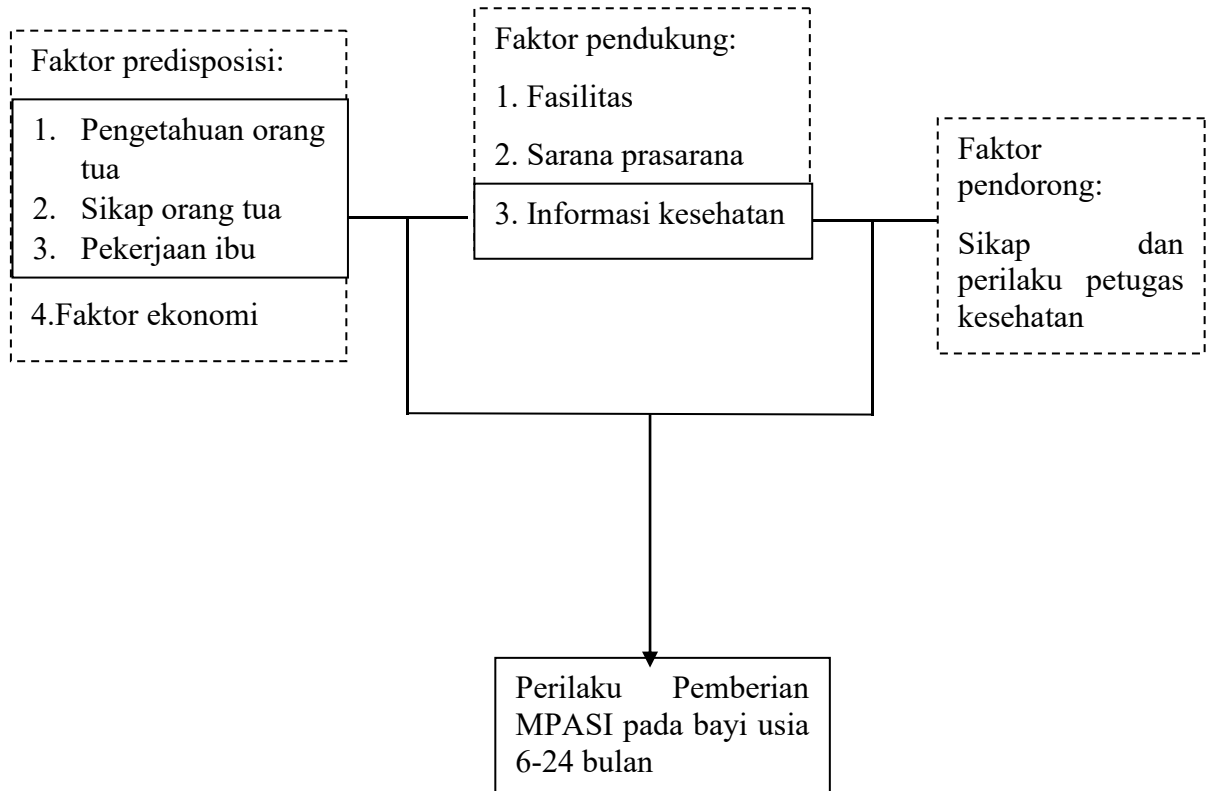 Faktor predisposisi:
1. Pengetahuan orang
tua
2. Sikap orang tua
3. Pekerjaan ibu
4.Faktor ekonomi
Faktor pendukung:
1. Fasilitas
2. Sarana prasarana
3. Informasi kesehatan
Faktor
pendorong:
Sikap dan
perilaku petugas
kesehatan
Perilaku Pemberian
MPASI pada bayi usia
6-24 bulan